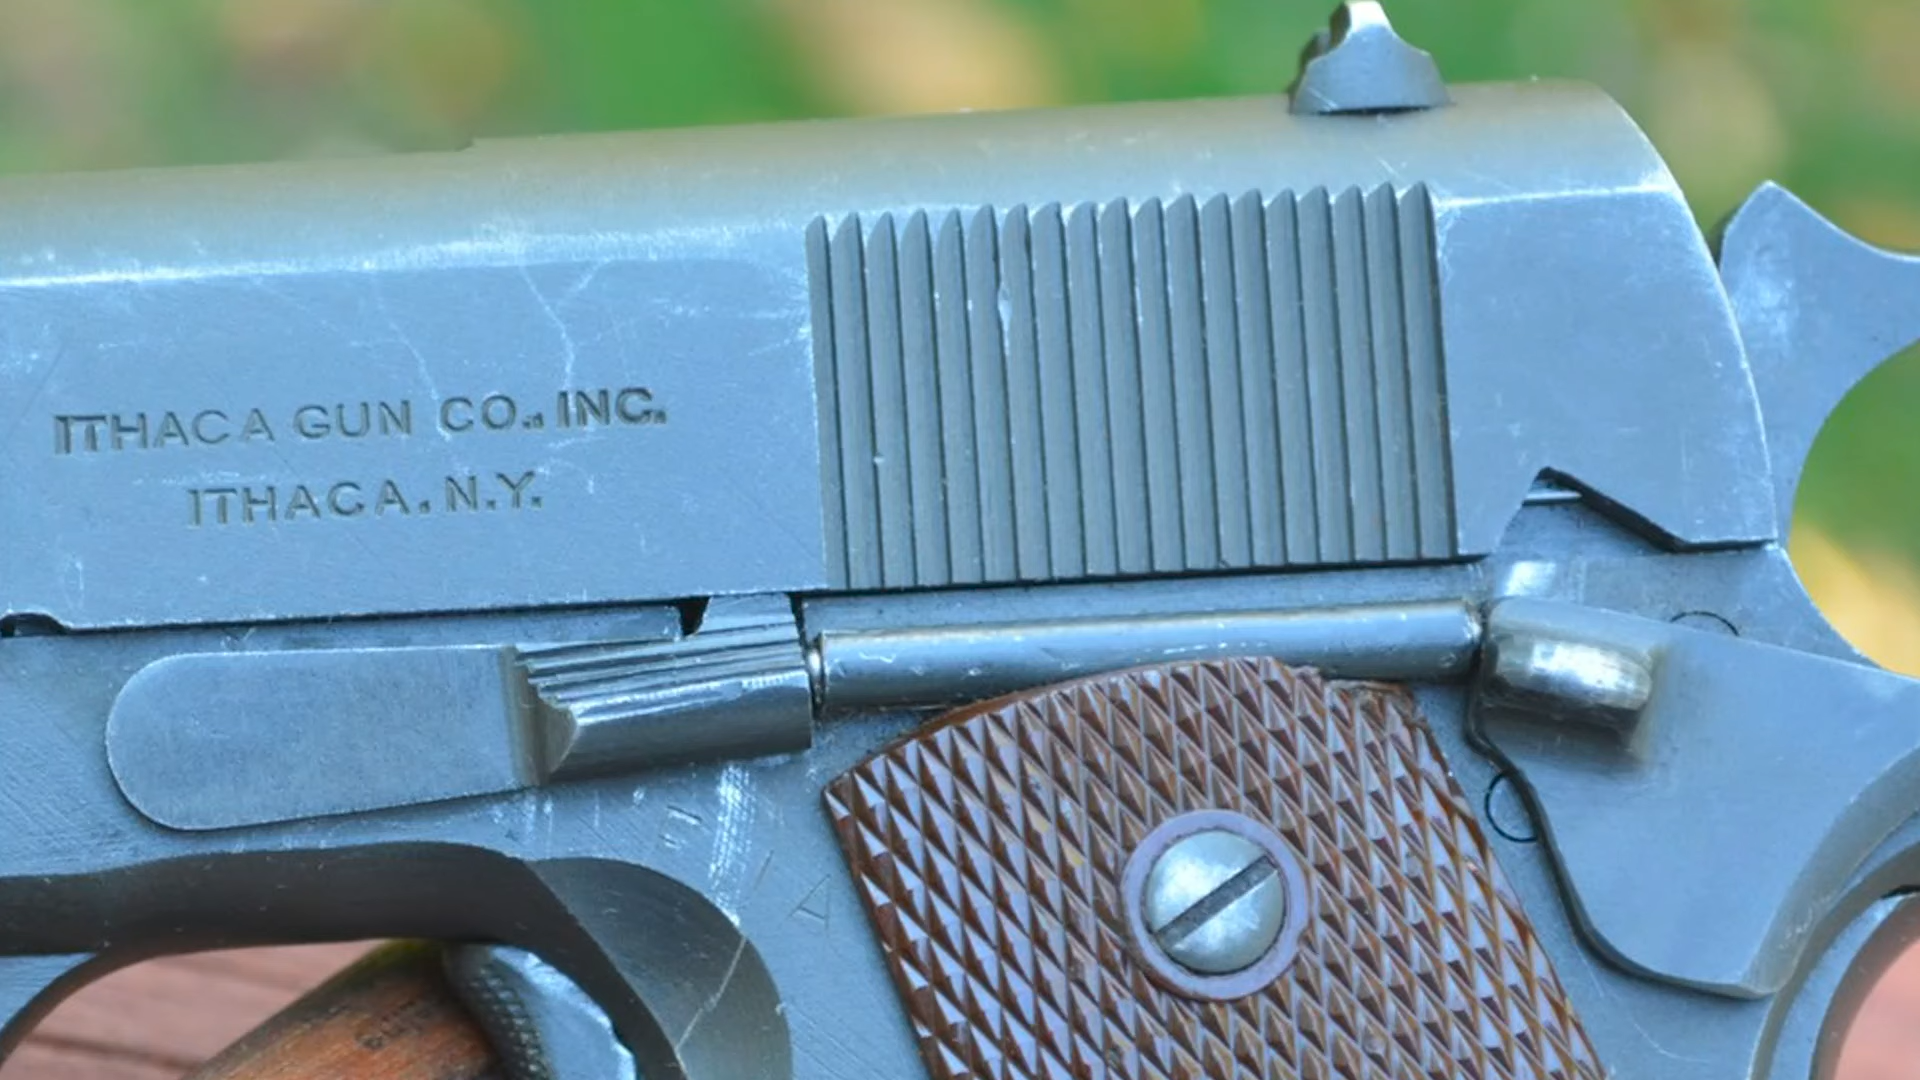 ITHACA GUN CO., INC.
ITHACA, N.Y.
A